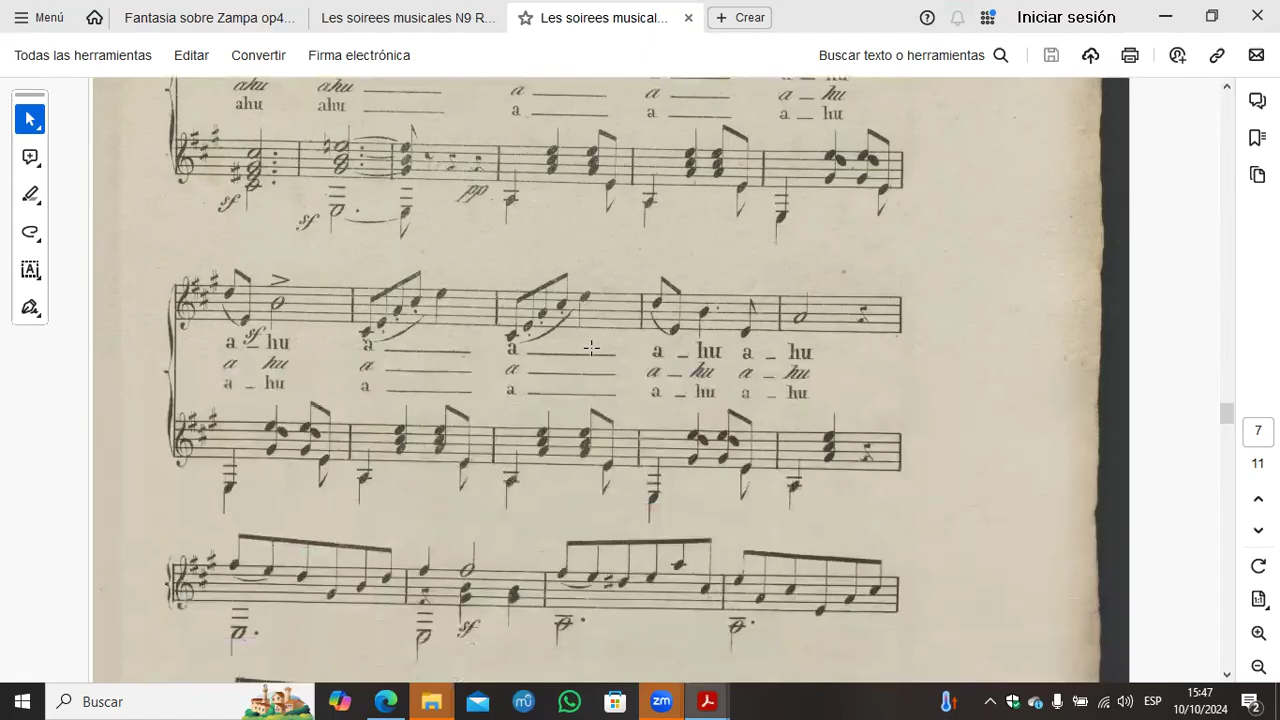 Menú
Fantasia sobre Zampa op4...
Les soirees musicales N9 R...
Les soirees musical...
Crear
Iniciar sesión
Todas las herramientas
Editar
Convertir
Firma electrónica
Buscar texto o herramientas
ahu ahu
ahu ahu a a a hu
a a a hu
sf sf pp
sf
a hu a a a hu a hu
a hu a a a hu a hu
a hu a a a hu a hu
sf
7
11
Buscar
ESP
15:47
10/10/2024
2